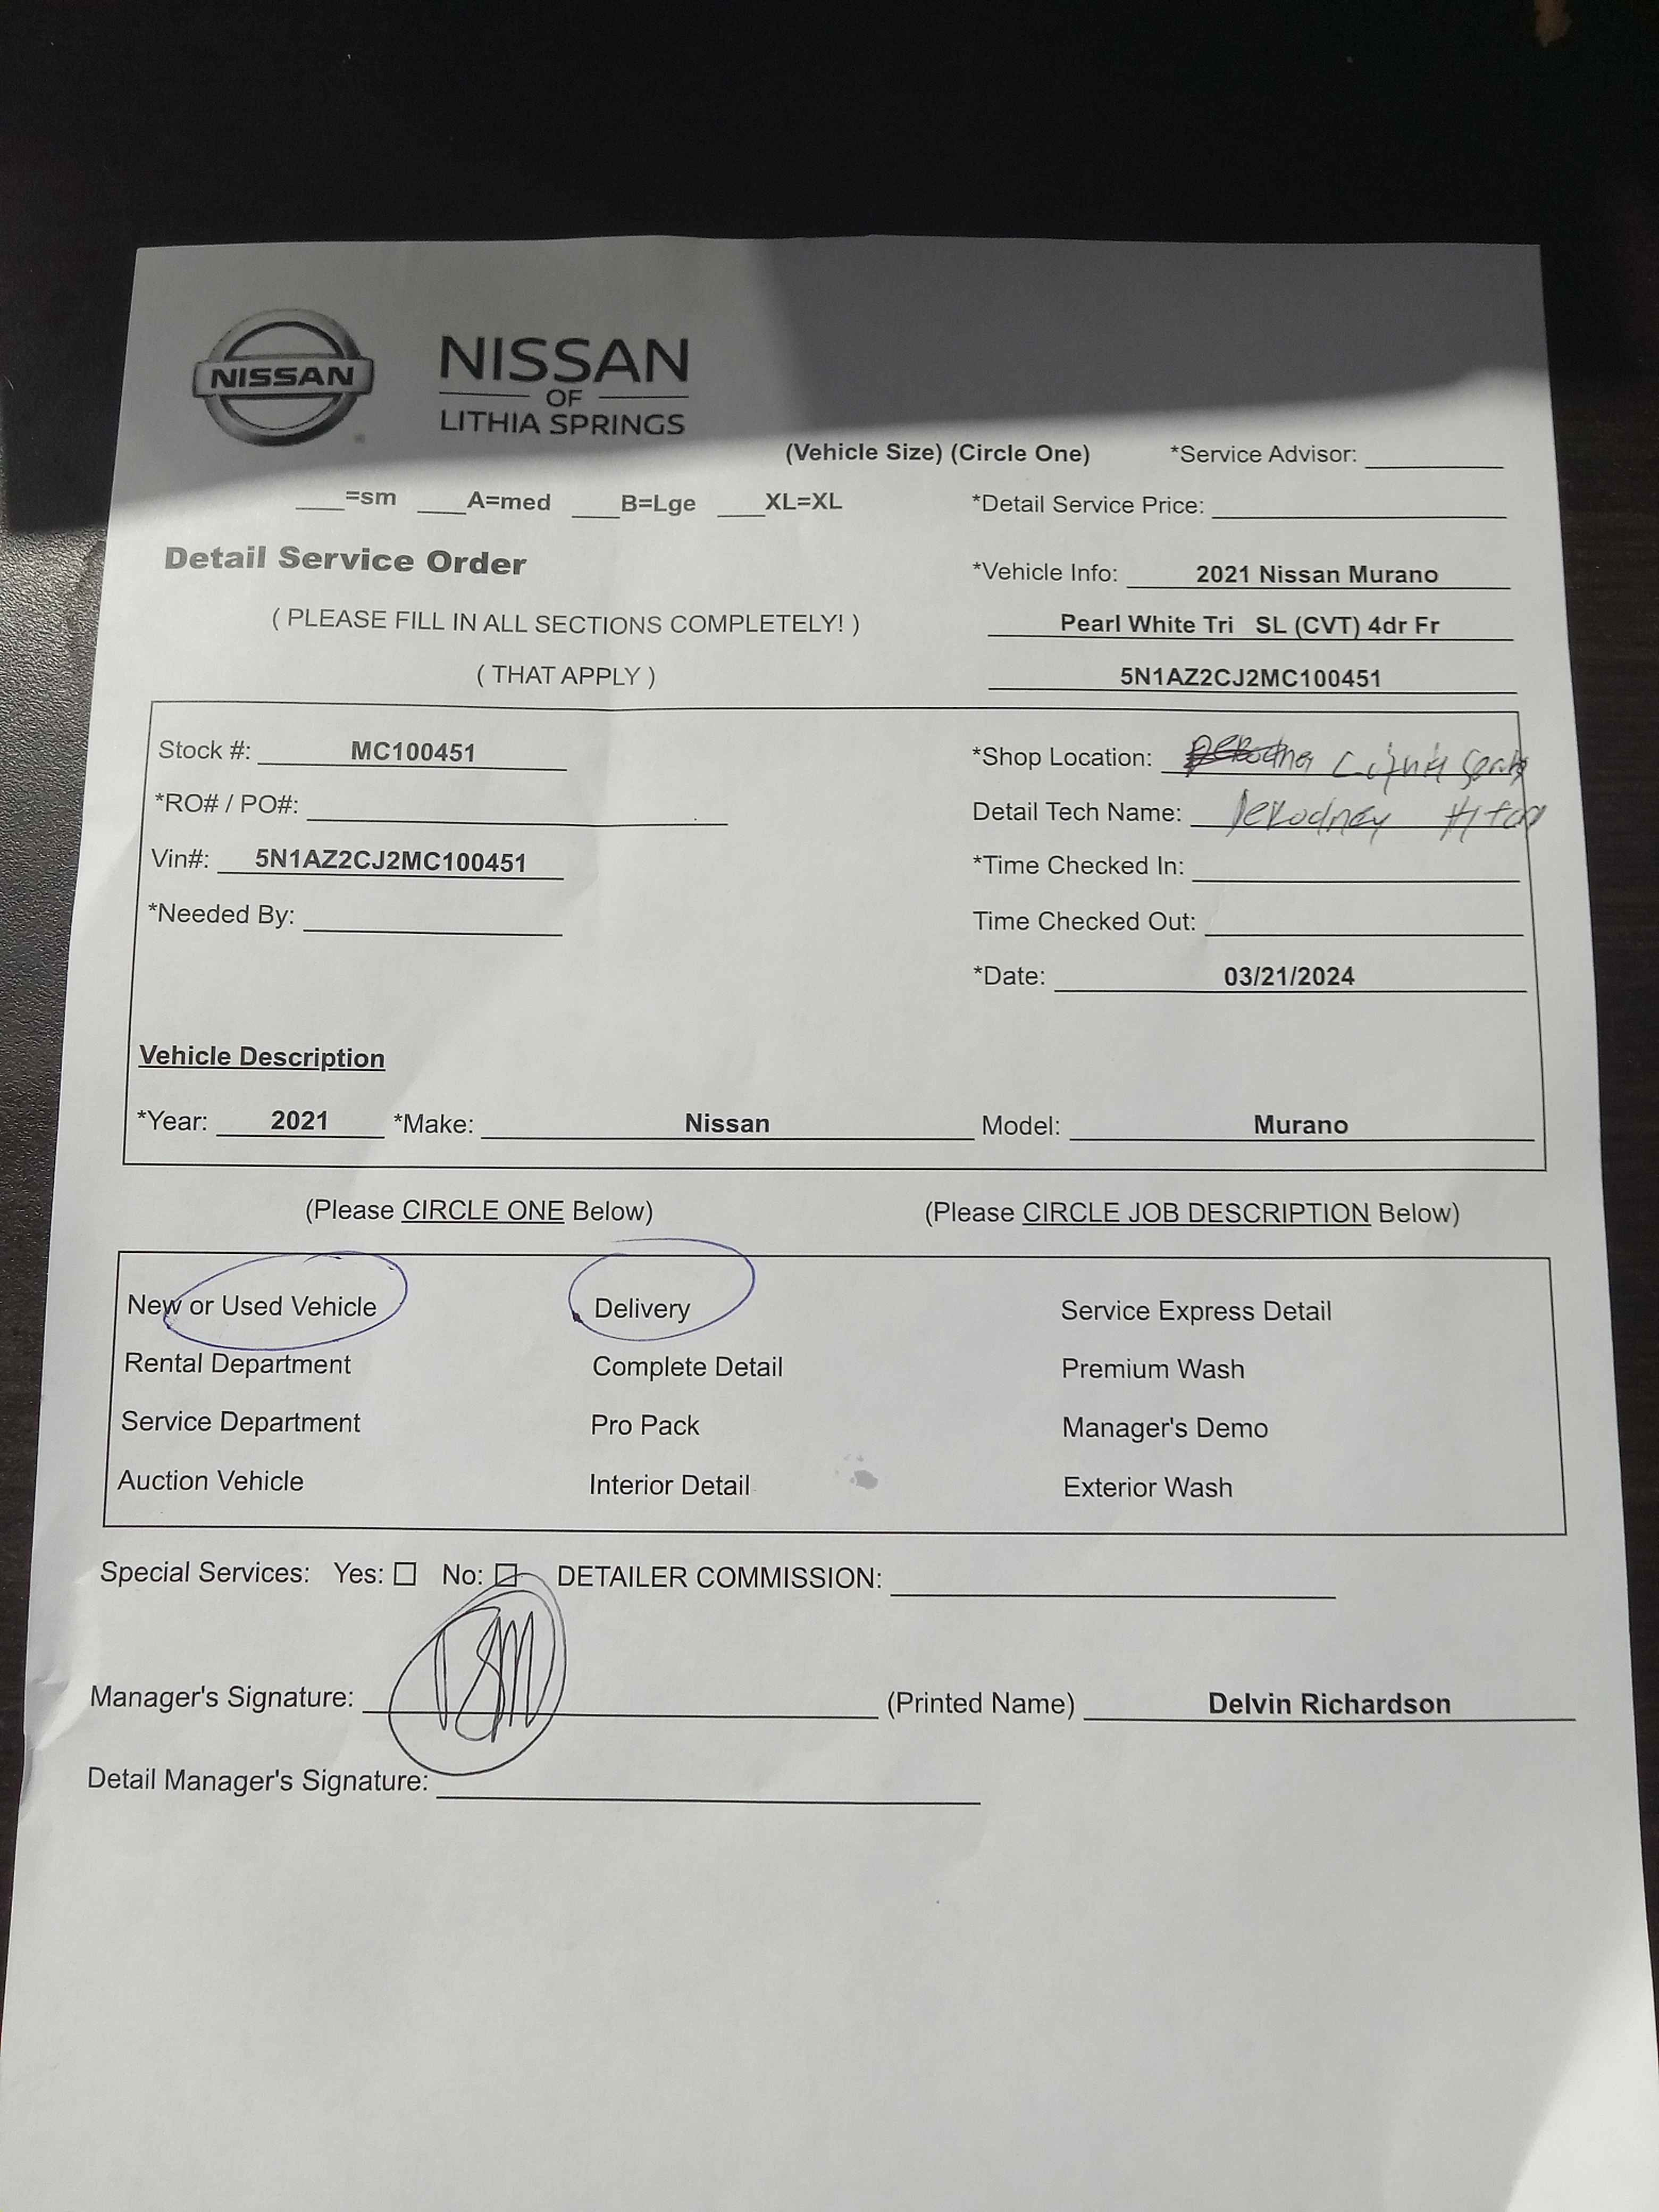 NISSAN
NISSAN
OF
LITHIA SPRINGS
(Vehicle Size) (Circle One) *Service Advisor:
=sm A=med B=Lge XL=XL *Detail Service Price:
Detail Service Order
*Vehicle Info: 2021 Nissan Murano
( PLEASE FILL IN ALL SECTIONS COMPLETELY! ) Pearl White Tri SL (CVT) 4dr Fr
( THAT APPLY ) 5N1AZ2CJ2MC100451
Stock #: MC100451 *Shop Location:
*RO# / PO#: Detail Tech Name: DeRodney
Vin#: 5N1AZ2CJ2MC100451 *Time Checked In:
*Needed By: Time Checked Out:
*Date: 03/21/2024
Vehicle Description
*Year: 2021 *Make: Nissan Model: Murano
(Please CIRCLE ONE Below) (Please CIRCLE JOB DESCRIPTION Below)
New or Used Vehicle Delivery Service Express Detail
Rental Department Complete Detail Premium Wash
Service Department Pro Pack Manager's Demo
Auction Vehicle Interior Detail Exterior Wash
Special Services: Yes: No: DETAILER COMMISSION:
Manager's Signature: (Printed Name) Delvin Richardson
Detail Manager's Signature: